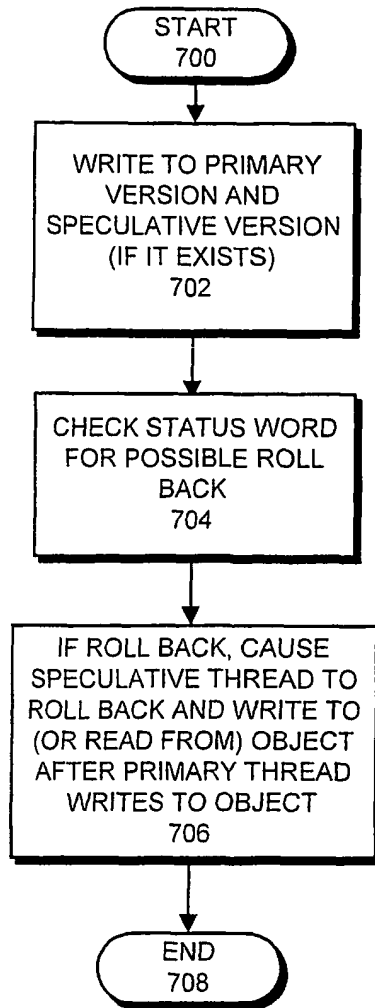 START
700
WRITE TO PRIMARY
VERSION AND
SPECULATIVE VERSION
(IF IT EXISTS)
702
CHECK STATUS WORD
FOR POSSIBLE ROLL
BACK
704
IF ROLL BACK, CAUSE
SPECULATIVE THREAD TO
ROLL BACK AND WRITE TO
(OR READ FROM) OBJECT
AFTER PRIMARY THREAD
WRITES TO OBJECT
706
END
708